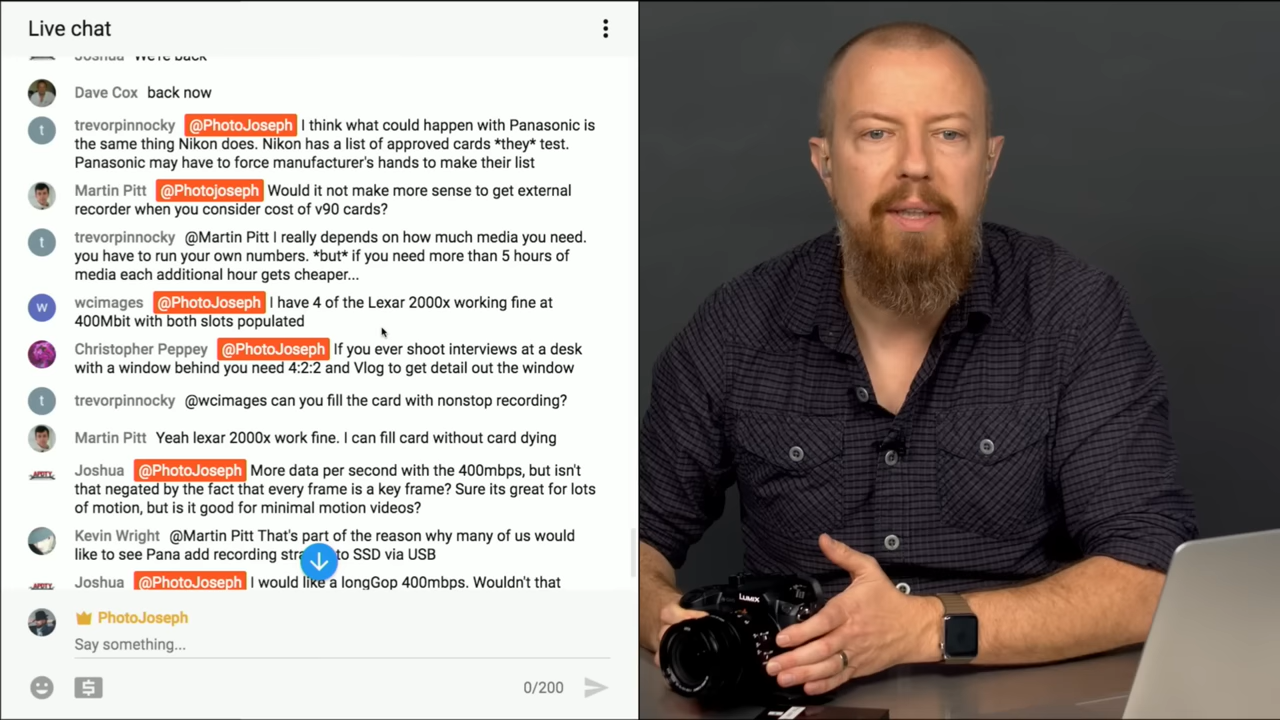 Live chat
Joshua We're back
Dave Cox back now
t
trevorpinnocky @PhotoJoseph I think what could happen with Panasonic is
the same thing Nikon does. Nikon has a list of approved cards *they* test.
Panasonic may have to force manufacturer's hands to make their list
Martin Pitt @Photojoseph Would it not make more sense to get external
recorder when you consider cost of v90 cards?
t
trevorpinnocky @Martin Pitt I really depends on how much media you need.
you have to run your own numbers. *but* if you need more than 5 hours of
media each additional hour gets cheaper...
w
wcimages @PhotoJoseph I have 4 of the Lexar 2000x working fine at
400Mbit with both slots populated
Christopher Peppey @PhotoJoseph If you ever shoot interviews at a desk
with a window behind you need 4:2:2 and Vlog to get detail out the window
t
trevorpinnocky @wcimages can you fill the card with nonstop recording?
Martin Pitt Yeah lexar 2000x work fine. I can fill card without card dying
Joshua @PhotoJoseph More data per second with the 400mbps, but isn't
that negated by the fact that every frame is a key frame? Sure its great for lots
of motion, but is it good for minimal motion videos?
Kevin Wright @Martin Pitt That's part of the reason why many of us would
like to see Pana add recording to SSD via USB
Joshua @PhotoJoseph I would like a longGop 400mbps. Wouldn't that
PhotoJoseph
Say something...
0/200
LUMIX